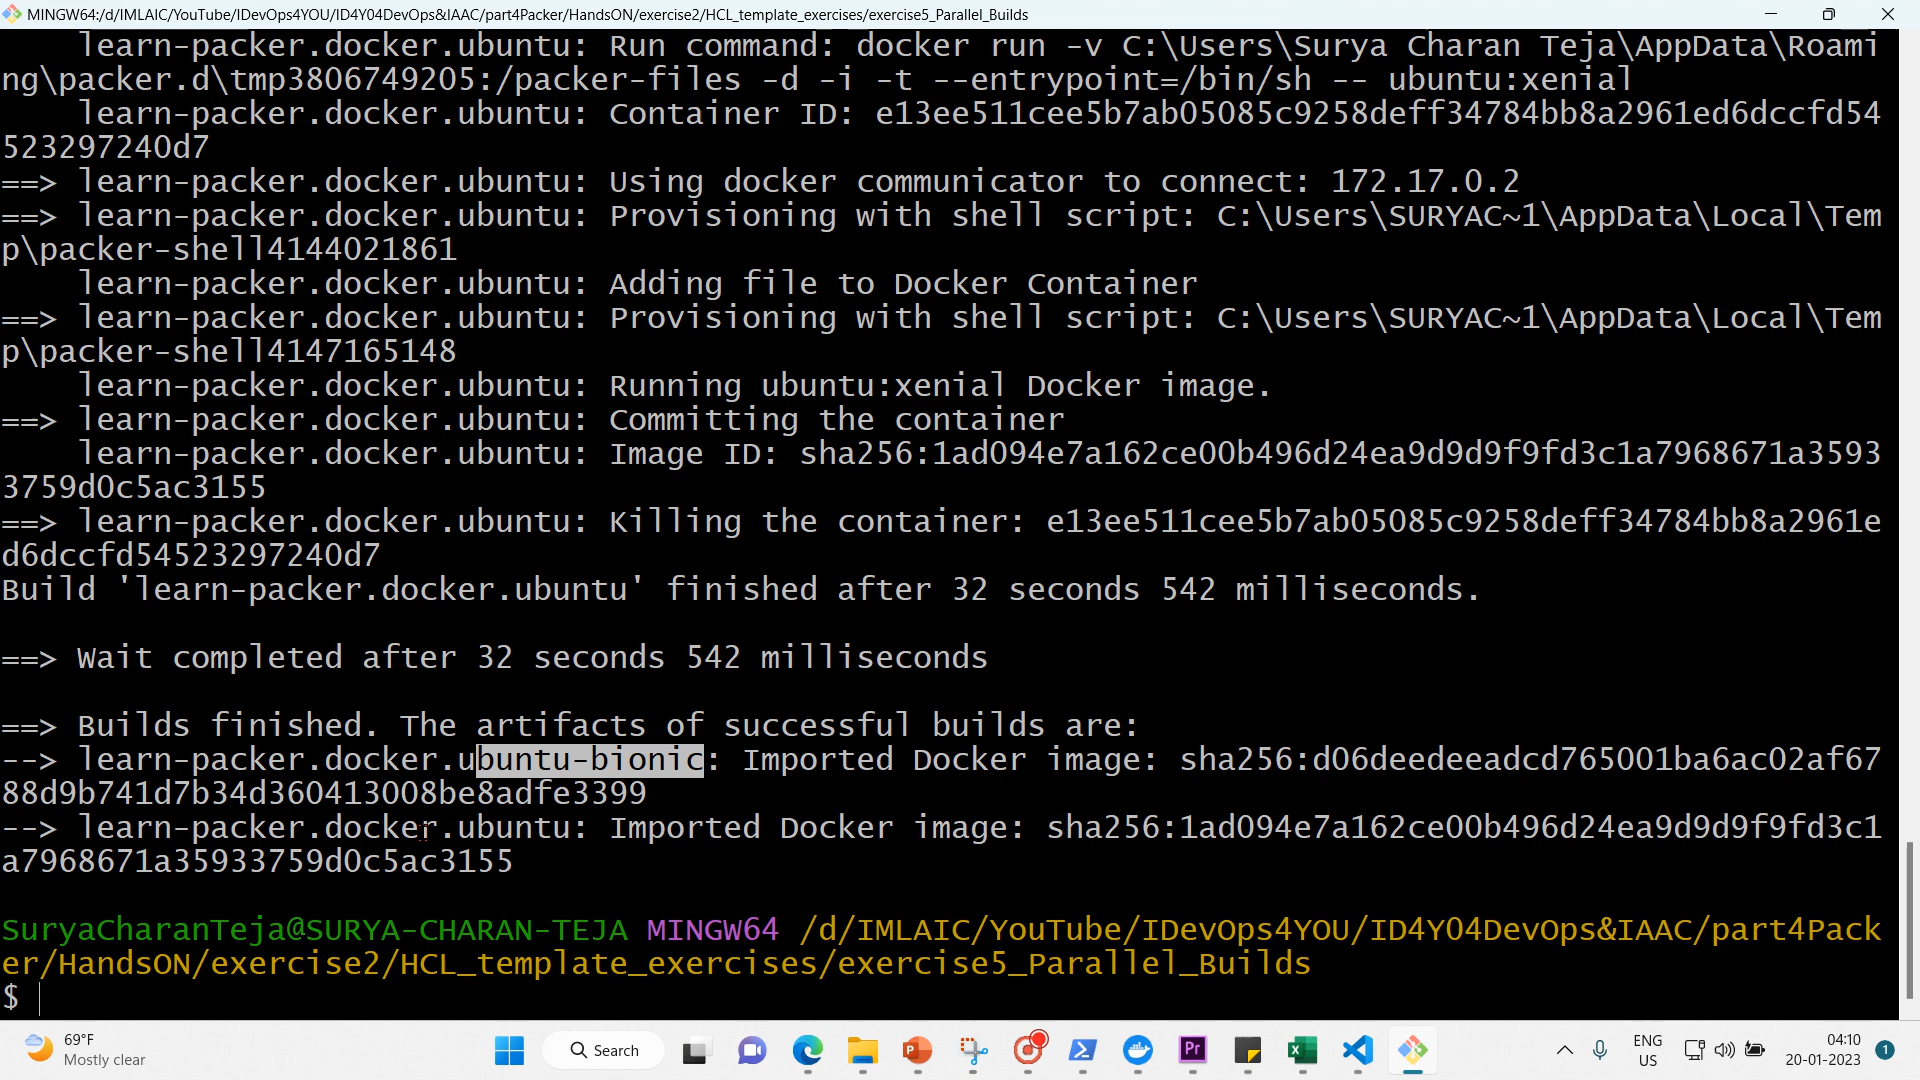 MINGW64:/d/IMLAIC/YouTube/IDevOps4YOU/ID4Y04DevOps&IAAC/part4Packer/HandsON/exercise2/HCL_template_exercises/exercise5_Parallel_Builds
learn-packer.docker.ubuntu: Run command: docker run -v C:\Users\Surya Charan Teja\AppData\Roami
ng\packer.d\tmp3806749205:/packer-files -d -i -t --entrypoint=/bin/sh -- ubuntu:xenial
learn-packer.docker.ubuntu: Container ID: e13ee511cee5b7ab05085c9258deff34784bb8a2961ed6dccfd54
523297240d7
==> learn-packer.docker.ubuntu: Using docker communicator to connect: 172.17.0.2
==> learn-packer.docker.ubuntu: Provisioning with shell script: C:\Users\SURYAC~1\AppData\Local\Tem
p\packer-shell4144021861
learn-packer.docker.ubuntu: Adding file to Docker Container
==> learn-packer.docker.ubuntu: Provisioning with shell script: C:\Users\SURYAC~1\AppData\Local\Tem
p\packer-shell4147165148
learn-packer.docker.ubuntu: Running ubuntu:xenial Docker image.
==> learn-packer.docker.ubuntu: Committing the container
learn-packer.docker.ubuntu: Image ID: sha256:1ad094e7a162ce00b496d24ea9d9d9f9fd3c1a7968671a3593
3759d0c5ac3155
==> learn-packer.docker.ubuntu: Killing the container: e13ee511cee5b7ab05085c9258deff34784bb8a2961e
d6dccfd54523297240d7
Build 'learn-packer.docker.ubuntu' finished after 32 seconds 542 milliseconds.
==> Wait completed after 32 seconds 542 milliseconds
==> Builds finished. The artifacts of successful builds are:
--> learn-packer.docker.ubuntu-bionic: Imported Docker image: sha256:d06deedeeadcd765001ba6ac02af67
88d9b741d7b34d360413008be8adfe3399
--> learn-packer.docker.ubuntu: Imported Docker image: sha256:1ad094e7a162ce00b496d24ea9d9d9f9fd3c1
a7968671a35933759d0c5ac3155
SuryaCharanTeja@SURYA-CHARAN-TEJA MINGW64 /d/IMLAIC/YouTube/IDevOps4YOU/ID4Y04DevOps&IAAC/part4Pack
er/HandsON/exercise2/HCL_template_exercises/exercise5_Parallel_Builds
$
69°F
Mostly clear
Search
P
Pr
X
ENG
US
04:10
20-01-2023
1